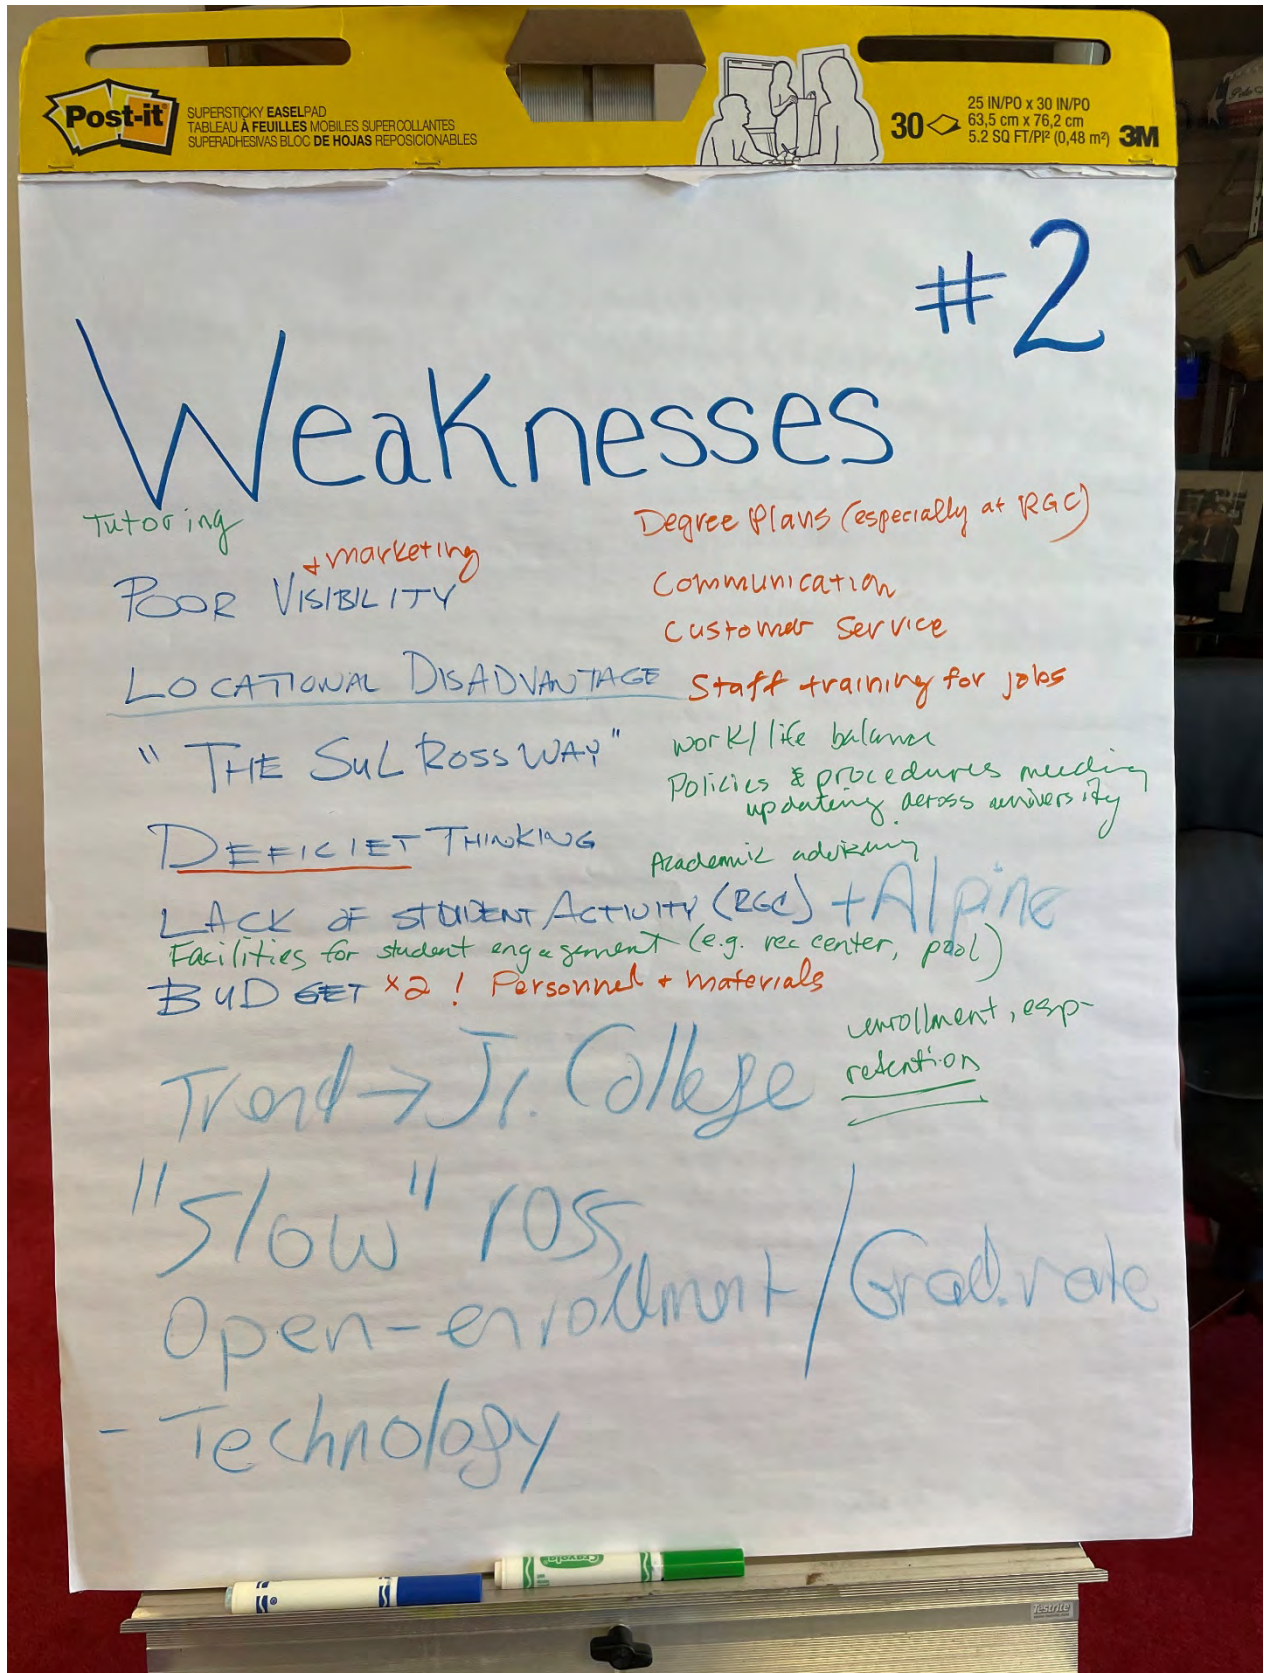 Post-it
SUPERSTICKY EASELPAD
TABLEAU À FEUILLES MOBILES SUPER COLLANTES
SUPERADHESIVAS BLOC DE HOJAS REPOSICIONABLES
30
25 IN/PO x 30 IN/PO
63,5 cm x 76,2 cm
5.2 SQ FT/PI² (0,48 m²)
3M
#2
Weaknesses
Tutoring
+ marketing
POOR VISIBILITY
LOCATIONAL DISADVANTAGE
"THE SUL ROSS WAY"
DEFICIET THINKING
LACK OF STUDENT ACTIVITY (RGC) + Alpine
Facilities for student engagement (e.g. rec center, pool)
BUDGET x2! Personnel + materials
Trend → Jr. College
"Slow" ross
Open-enrollment / Grad. rate
- Technology
Degree Plans (especially at RGC)
Communication
Customer Service
Staff training for jobs
work/life balance
Policies & procedures needing
updating across university
Academic advising
enrollment, esp-
retention
Crayola
Testrite